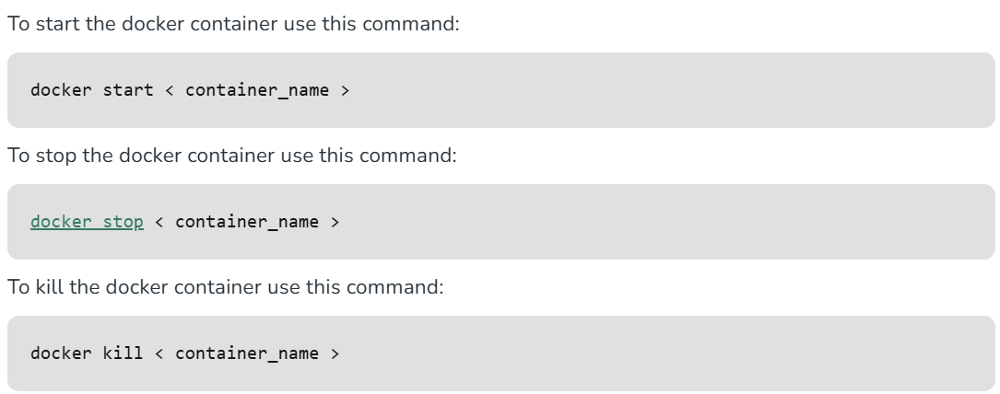 To start the docker container use this command:
docker start < container_name >
To stop the docker container use this command:
docker stop < container_name >
To kill the docker container use this command:
docker kill < container_name >